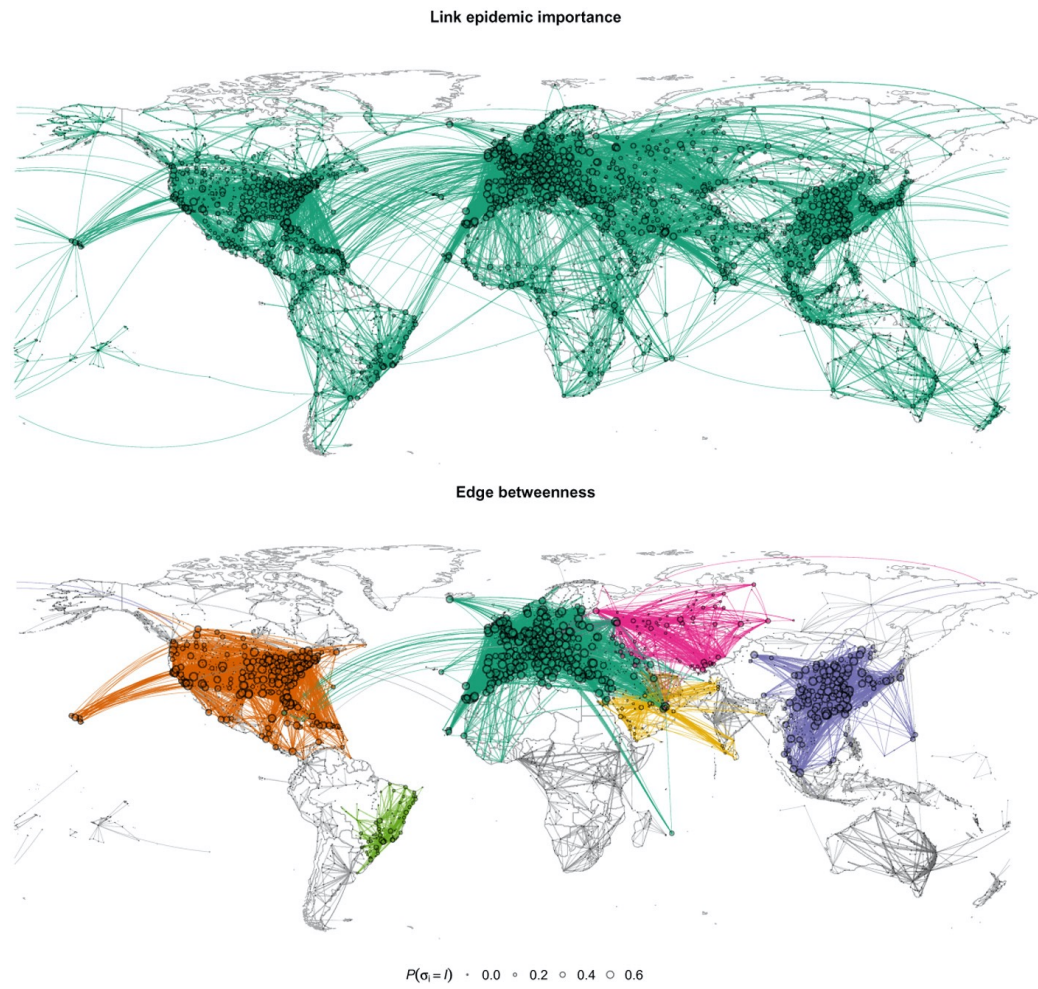 Link epidemic importance
Edge betweenness
P(σᵢ = I) 0.0 0.2 0.4 0.6